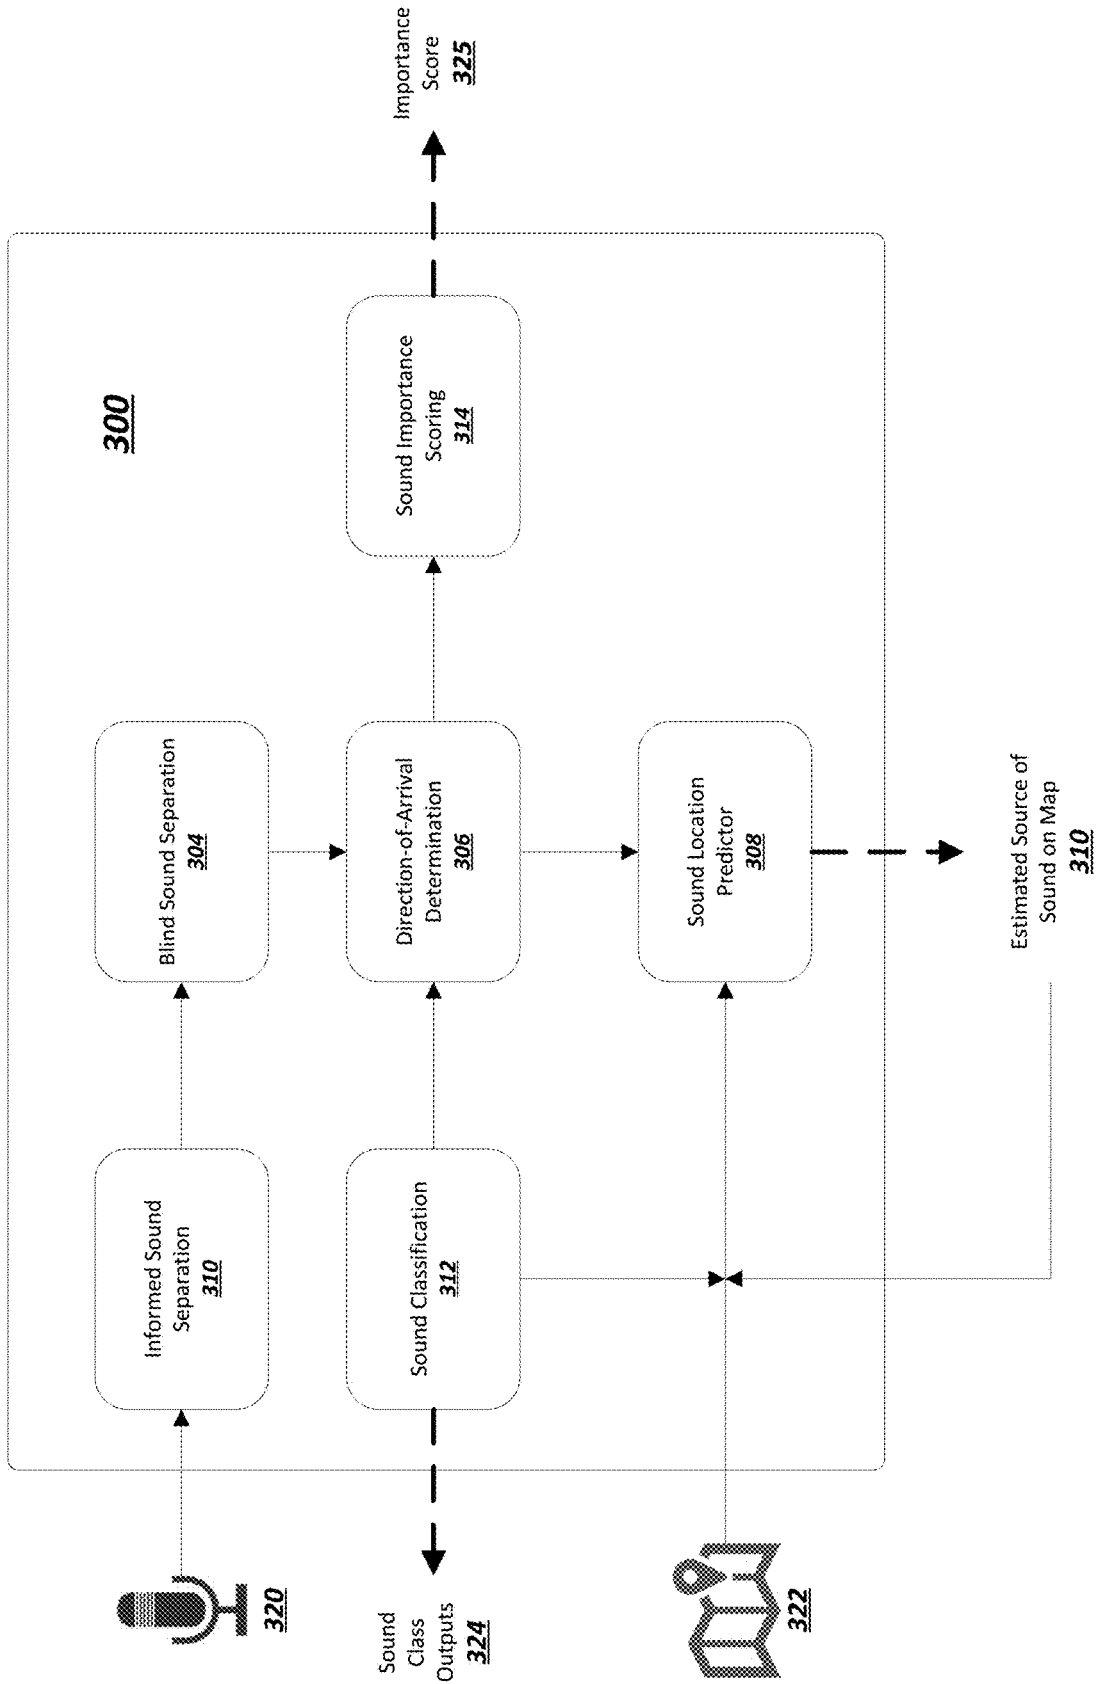 300
Informed Sound
Separation
310
Blind Sound Separation
304
320
Sound
Class
Outputs
324
Sound Classification
312
Direction-of-Arrival
Determination
306
Sound Importance
Scoring
314
Importance
Score
325
322
Sound Location
Predictor
308
Estimated Source of
Sound on Map
310